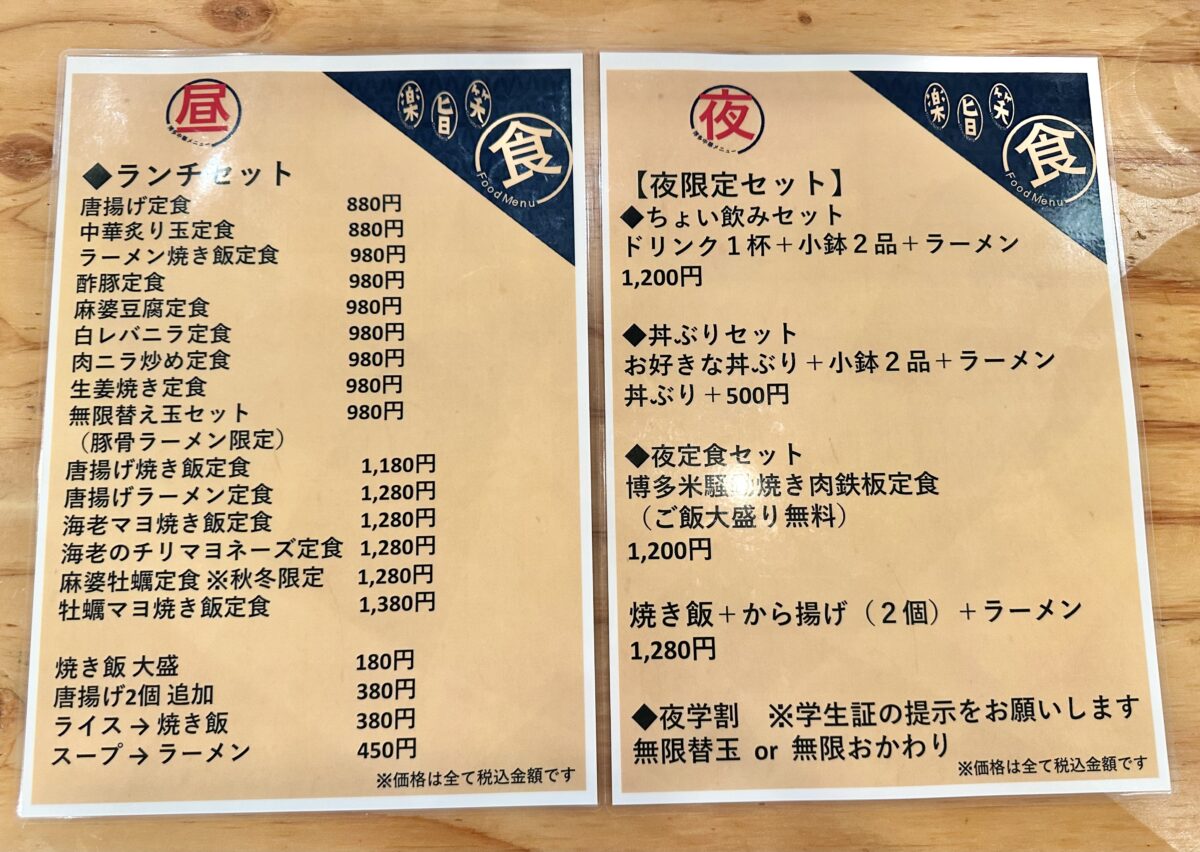 昼
楽 旨 笑
食
Food Menu
◆ランチセット
唐揚げ定食 880円
中華炙り玉定食 880円
ラーメン焼き飯定食 980円
酢豚定食 980円
麻婆豆腐定食 980円
白レバニラ定食 980円
肉ニラ炒め定食 980円
生姜焼き定食 980円
無限替え玉セット 980円
（豚骨ラーメン限定）
唐揚げ焼き飯定食 1,180円
唐揚げラーメン定食 1,280円
海老マヨ焼き飯定食 1,280円
海老のチリマヨネーズ定食 1,280円
麻婆牡蠣定食 ※秋冬限定 1,280円
牡蠣マヨ焼き飯定食 1,380円
焼き飯 大盛 180円
唐揚げ2個 追加 380円
ライス→焼き飯 380円
スープ→ラーメン 450円
※価格は全て税込金額です
夜
楽 旨 笑
食
Food Menu
【夜限定セット】
◆ちょい飲みセット
ドリンク１杯＋小鉢２品＋ラーメン
1,200円
◆丼ぶりセット
お好きな丼ぶり＋小鉢２品＋ラーメン
丼ぶり＋500円
◆夜定食セット
博多米騒 焼き肉鉄板定食
（ご飯大盛り無料）
1,200円
焼き飯＋から揚げ（２個）＋ラーメン
1,280円
◆夜学割 ※学生証の提示をお願いします
無限替玉 or 無限おかわり
※価格は全て税込金額です